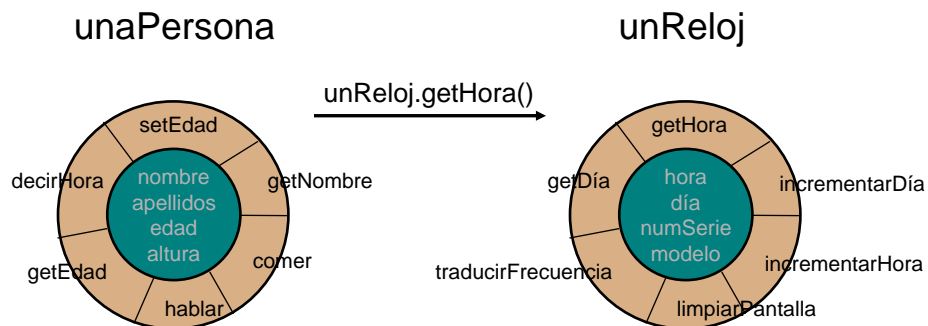 unaPersona
unReloj
unReloj.getHora()
setEdad
decirHora
getNombre
nombre
apellidos
edad
altura
getEdad
comer
hablar
getHora
getDía
incrementarDía
hora
día
numSerie
modelo
traducirFrecuencia
incrementarHora
limpiarPantalla